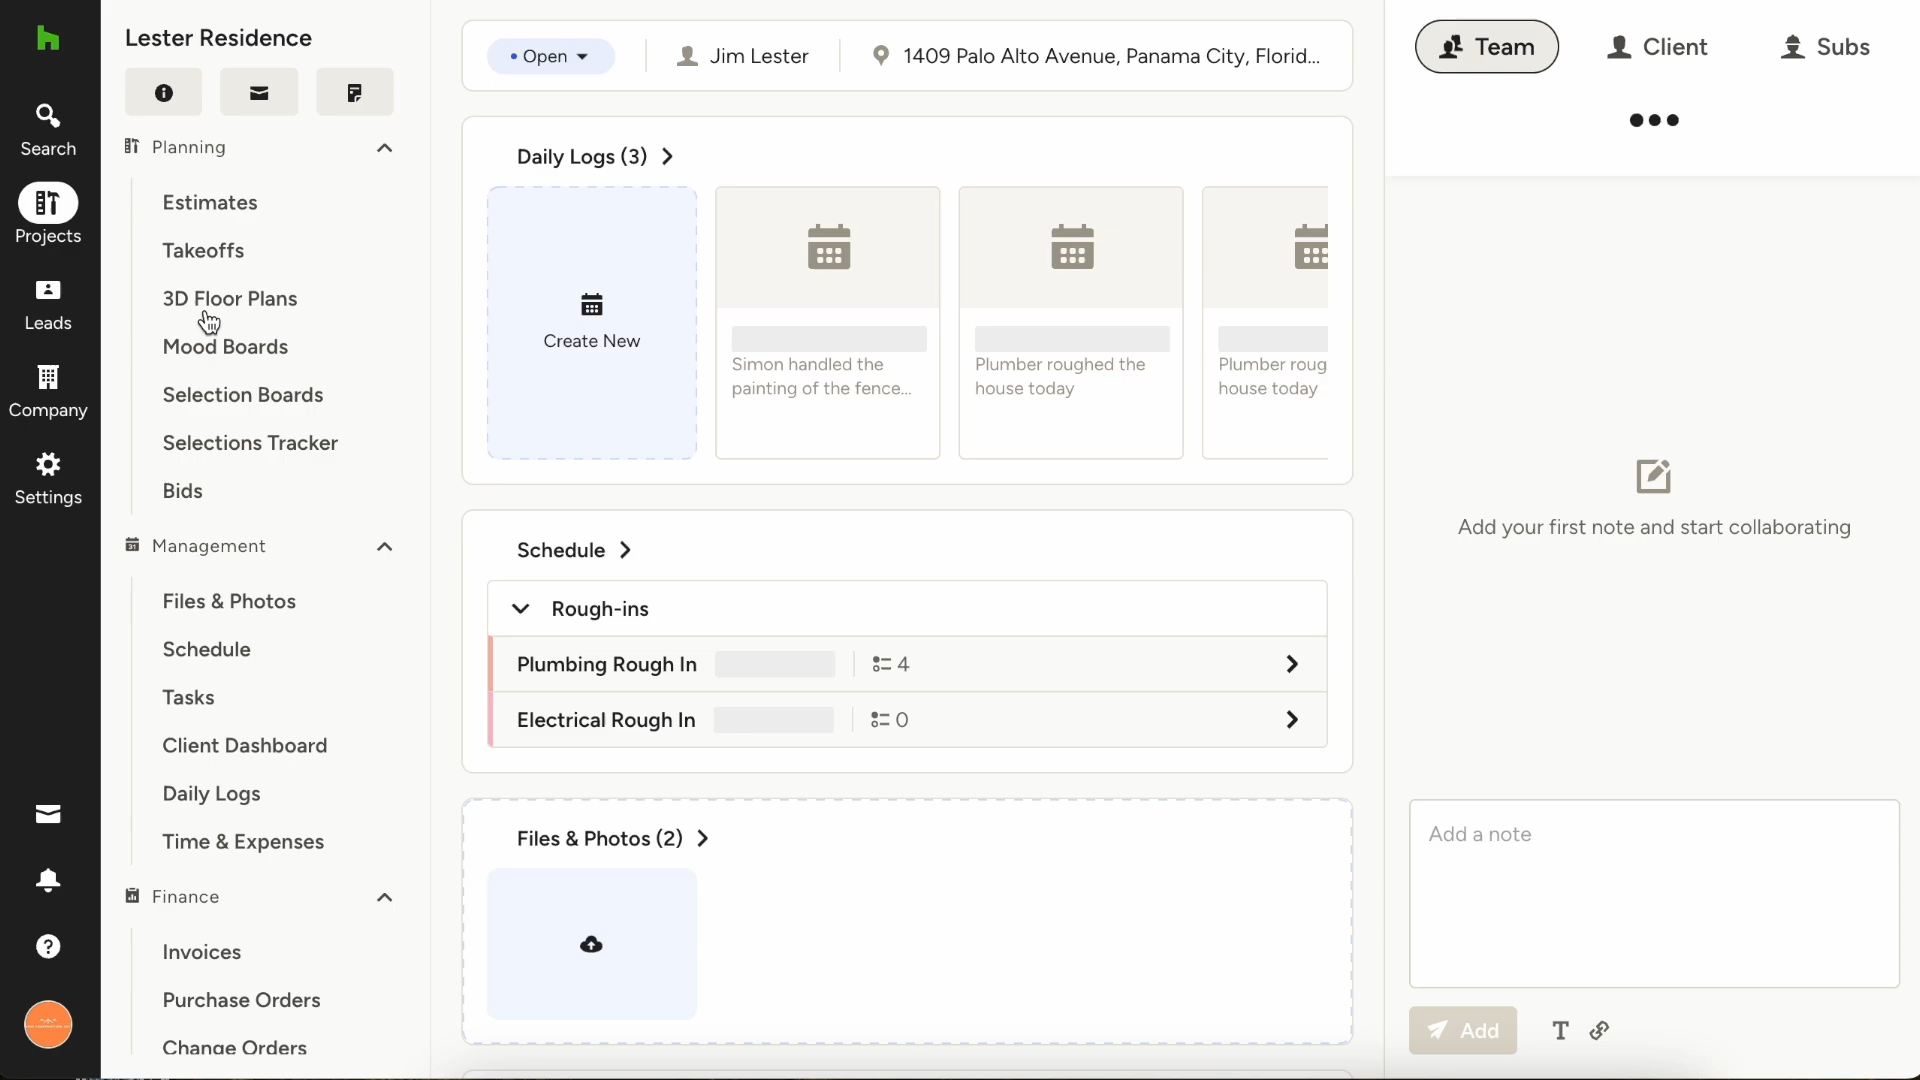 Search
Projects
Leads
Company
Settings
Lester Residence
Planning
Estimates
Takeoffs
3D Floor Plans
Mood Boards
Selection Boards
Selections Tracker
Bids
Management
Files & Photos
Schedule
Tasks
Client Dashboard
Daily Logs
Time & Expenses
Finance
Invoices
Purchase Orders
Change Orders
• Open
Jim Lester
1409 Palo Alto Avenue, Panama City, Florid...
Daily Logs (3)
Create New
Simon handled the
painting of the fence...
Plumber roughed the
house today
Plumber roug
house today
Schedule
Rough-ins
Plumbing Rough In
4
Electrical Rough In
0
Files & Photos (2)
Team
Client
Subs
Add your first note and start collaborating
Add a note
Add